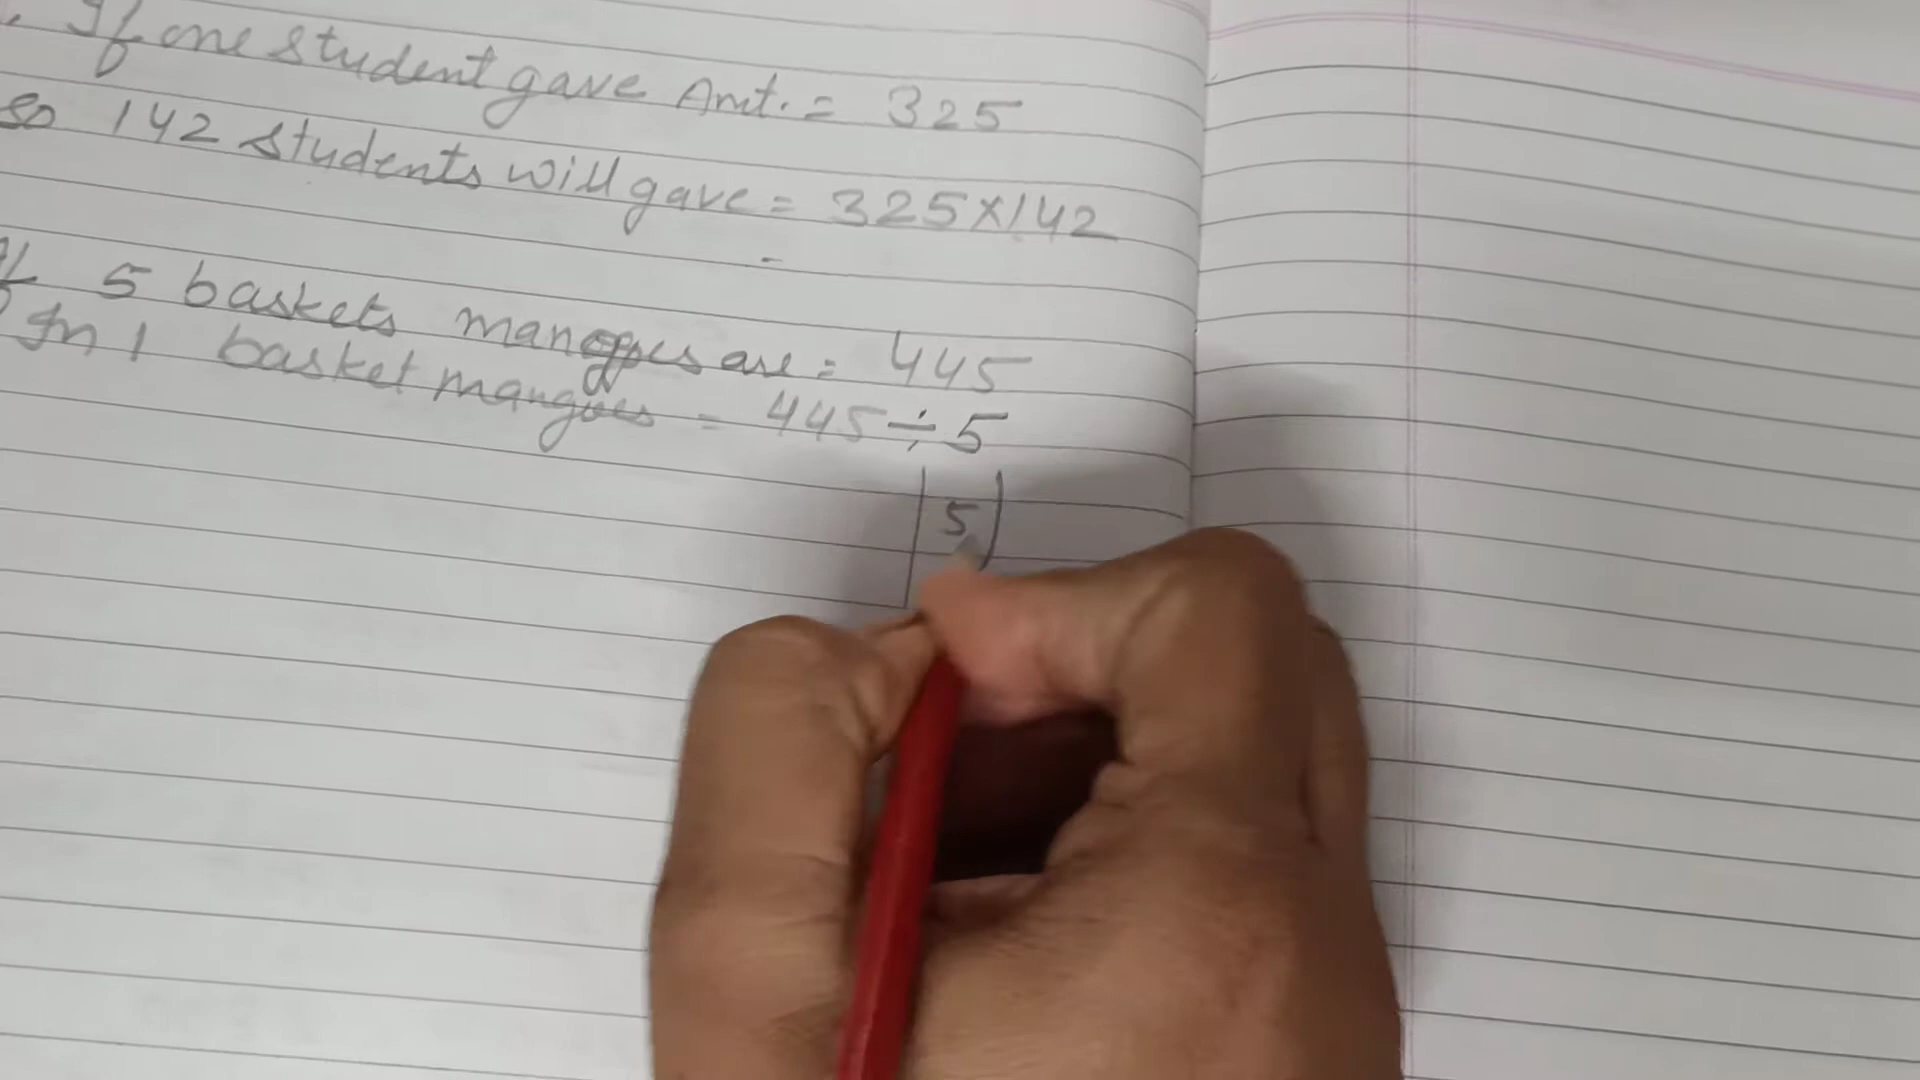 If one student gave Amt. = 325
so 142 students will gave = 325×142
If 5 baskets mangoes are = 445
In 1 basket mangoes = 445÷5
5